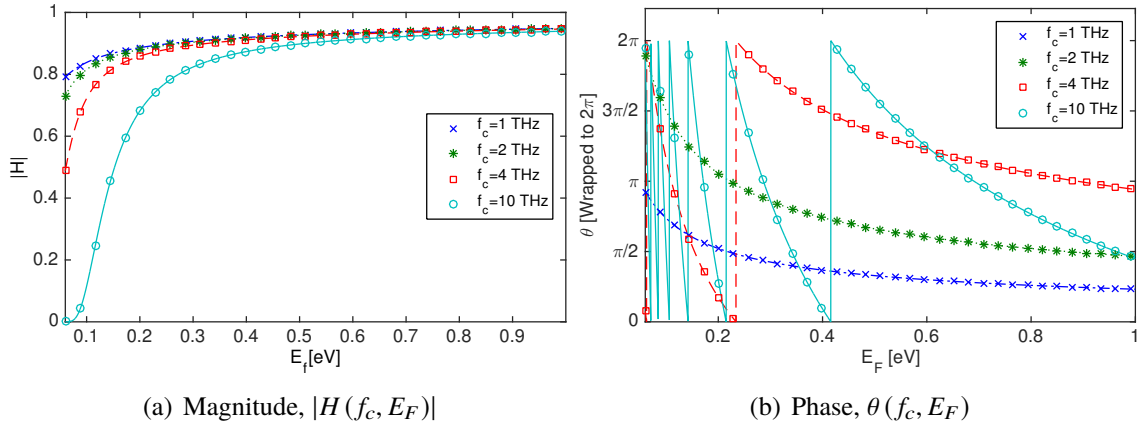 1
0.8
0.6
0.4
0.2
0
|H|
0.1 0.2 0.3 0.4 0.5 0.6 0.7 0.8 0.9
E_f[eV]
f_c=1 THz
f_c=2 THz
f_c=4 THz
f_c=10 THz
(a) Magnitude, |H (f_c, E_F)|
2π
3π/2
π
π/2
0
θ [Wrapped to 2π]
0.2 0.4 0.6 0.8 1
E_F [eV]
f_c=1 THz
f_c=2 THz
f_c=4 THz
f_c=10 THz
(b) Phase, θ (f_c, E_F)